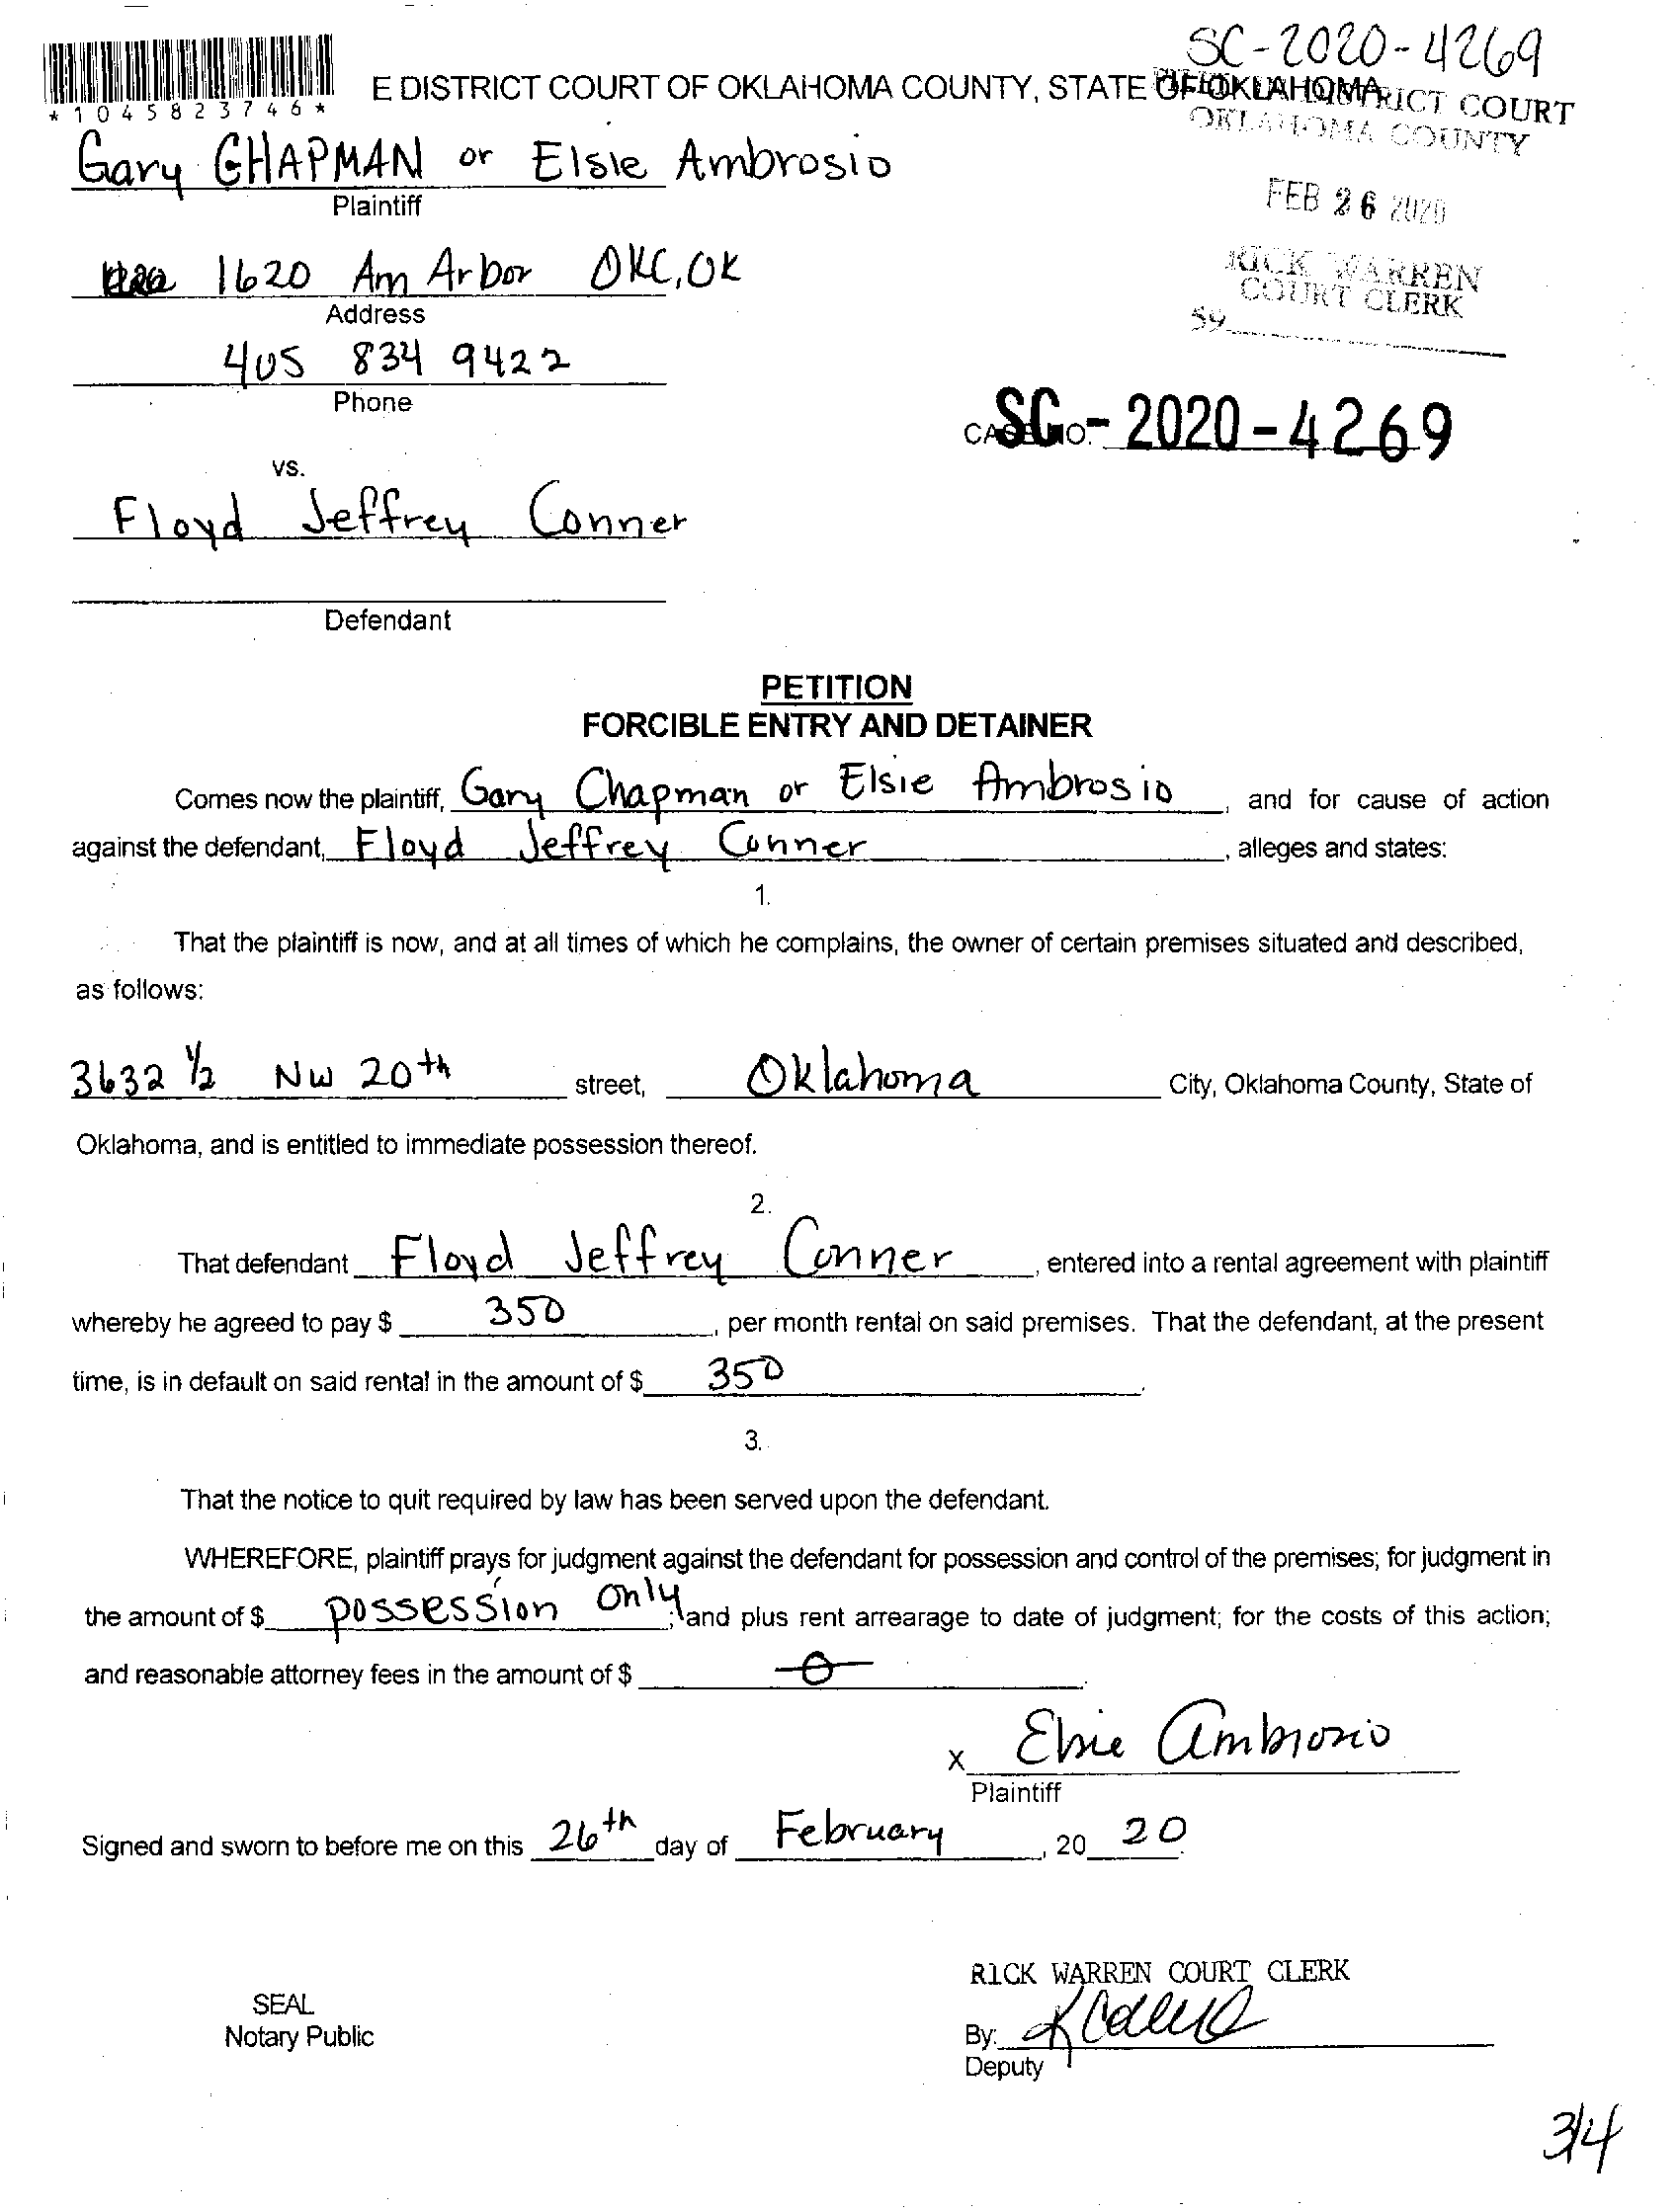 SC-2020-4269
*1045823746*
E DISTRICT COURT OF OKLAHOMA COUNTY, STATE OF OKLAHOMA
DISTRICT COURT
OKLAHOMA COUNTY
Gary CHAPMAN or Elsie Ambrosio
Plaintiff
FEB 26 2020
1620 Am Arbor OKC, OK
Address
RICK WARREN
COURT CLERK
59
405 834 9422
Phone
CASE NO. SC-2020-4269
vs.
Floyd Jeffrey Conner
Defendant
PETITION
FORCIBLE ENTRY AND DETAINER
Comes now the plaintiff, Gary Chapman or Elsie Ambrosio, and for cause of action
against the defendant, Floyd Jeffrey Conner, alleges and states:
1.
That the plaintiff is now, and at all times of which he complains, the owner of certain premises situated and described,
as follows:
3632 ½ NW 20th street, Oklahoma City, Oklahoma County, State of
Oklahoma, and is entitled to immediate possession thereof.
2.
That defendant Floyd Jeffrey Conner, entered into a rental agreement with plaintiff
whereby he agreed to pay $ 350, per month rental on said premises. That the defendant, at the present
time, is in default on said rental in the amount of $ 350.
3.
That the notice to quit required by law has been served upon the defendant.
WHEREFORE, plaintiff prays for judgment against the defendant for possession and control of the premises; for judgment in
the amount of $ possession only; and plus rent arrearage to date of judgment; for the costs of this action;
and reasonable attorney fees in the amount of $ 0.
x Elsie Ambrosio
Plaintiff
Signed and sworn to before me on this 26th day of February, 20 20.
RICK WARREN COURT CLERK
SEAL
Notary Public
By:
Deputy
3/4